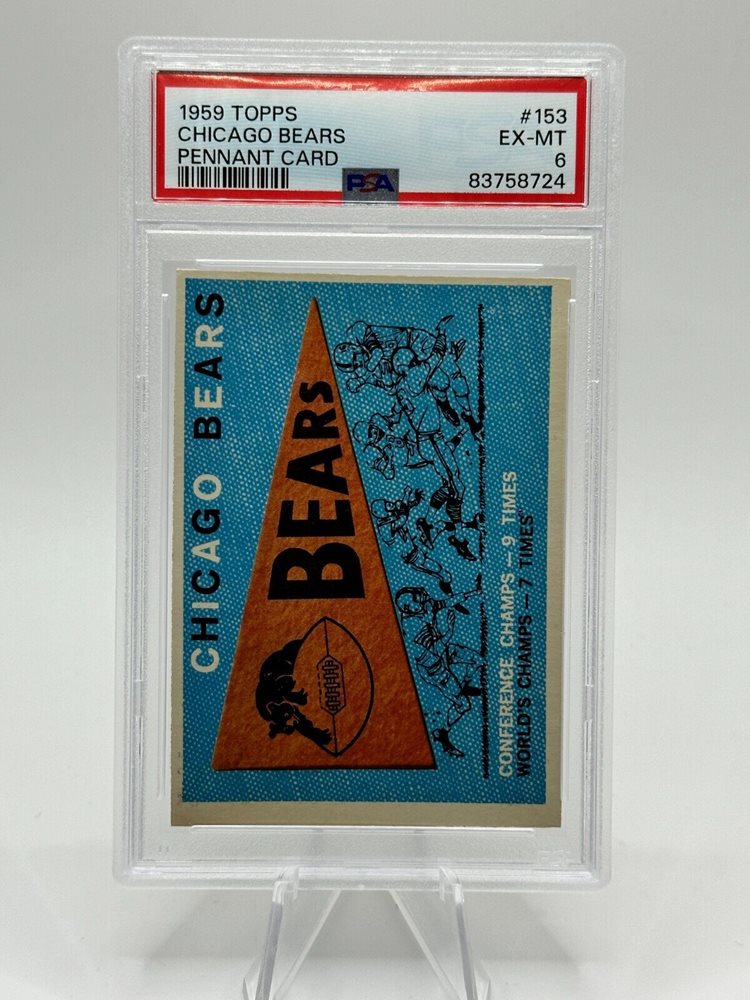 1959 TOPPS #153
CHICAGO BEARS EX-MT
PENNANT CARD 6
PSA 83758724
CHICAGO BEARS
BEARS
CONFERENCE CHAMPS — 9 TIMES
WORLD'S CHAMPS — 7 TIMES